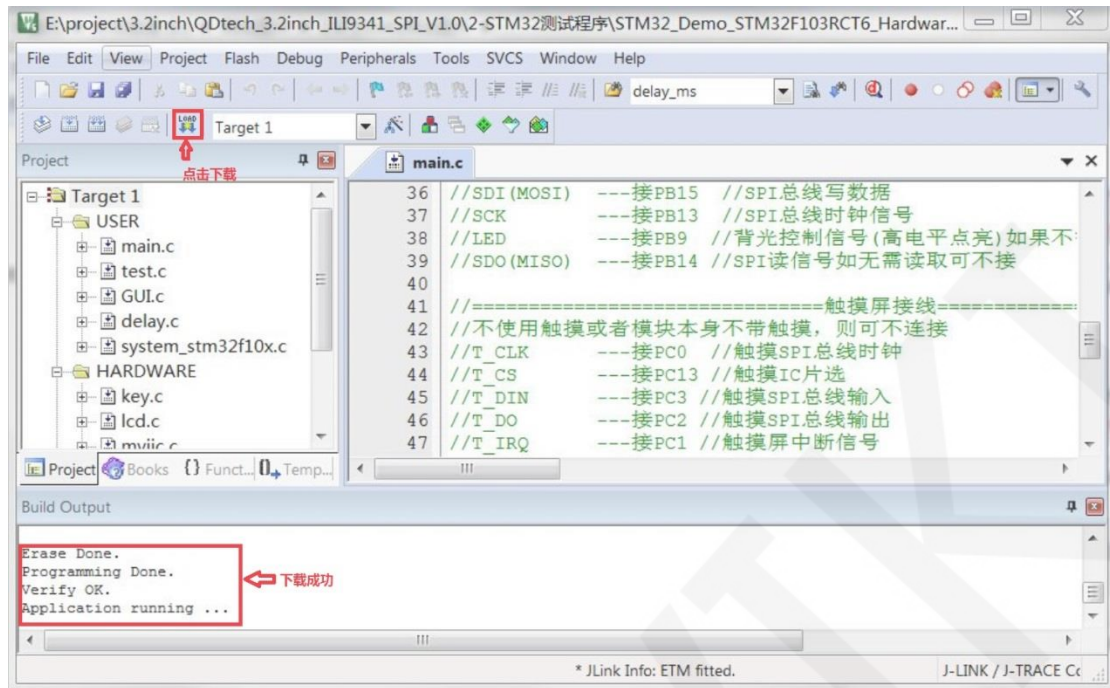 E:\project\3.2inch\QDtech_3.2inch_ILI9341_SPI_V1.0\2-STM32测试程序\STM32_Demo_STM32F103RCT6_Hardwar...
File Edit View Project Flash Debug Peripherals Tools SVCS Window Help
delay_ms
LOAD Target 1
点击下载
Project
main.c
Target 1
USER
main.c
test.c
GUI.c
delay.c
system_stm32f10x.c
HARDWARE
key.c
lcd.c
myiic.c
Project Books {} Funct... 0 Temp...
36 //SDI(MOSI) ---接PB15 //SPI总线写数据
37 //SCK ---接PB13 //SPI总线时钟信号
38 //LED ---接PB9 //背光控制信号(高电平点亮)如果不
39 //SDO(MISO) ---接PB14 //SPI读信号如无需读取可不接
40
41 //===============================触摸屏接线=============
42 //不使用触摸或者模块本身不带触摸，则可不连接
43 //T_CLK ---接PC0 //触摸SPI总线时钟
44 //T_CS ---接PC13 //触摸IC片选
45 //T_DIN ---接PC3 //触摸SPI总线输入
46 //T_DO ---接PC2 //触摸SPI总线输出
47 //T_IRQ ---接PC1 //触摸屏中断信号
Build Output
Erase Done.
Programming Done.
Verify OK.
Application running ...
下载成功
* JLink Info: ETM fitted.
J-LINK / J-TRACE